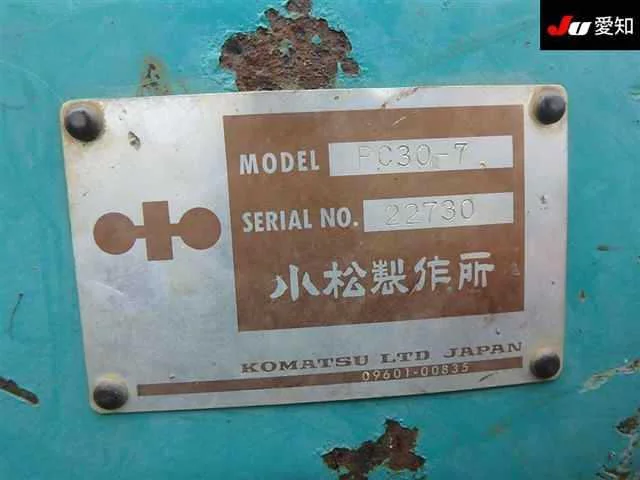 JU 愛知
MODEL PC30-7
SERIAL NO. 22730
小松製作所
KOMATSU LTD JAPAN
09601-00835